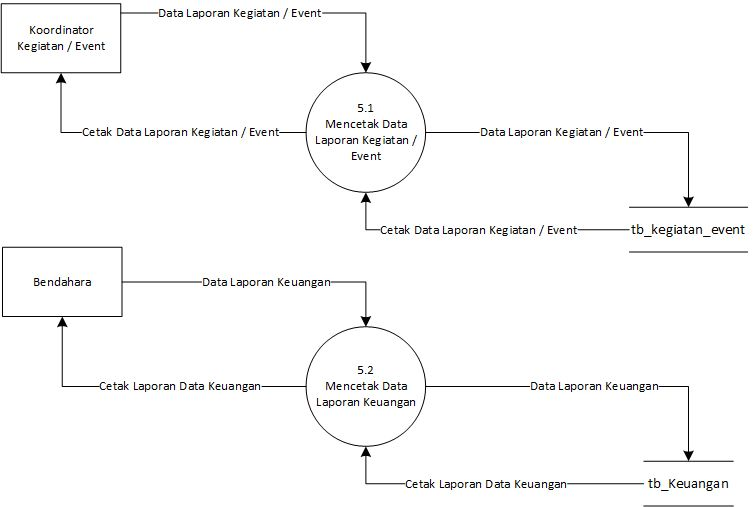 Data Laporan Kegiatan / Event
Koordinator
Kegiatan / Event
5.1
Mencetak Data
Laporan Kegiatan /
Event
Cetak Data Laporan Kegiatan / Event
Data Laporan Kegiatan / Event
Cetak Data Laporan Kegiatan / Event
tb_kegiatan_event
Bendahara
Data Laporan Keuangan
5.2
Mencetak Data
Laporan Keuangan
Cetak Laporan Data Keuangan
Data Laporan Keuangan
Cetak Laporan Data Keuangan
tb_Keuangan